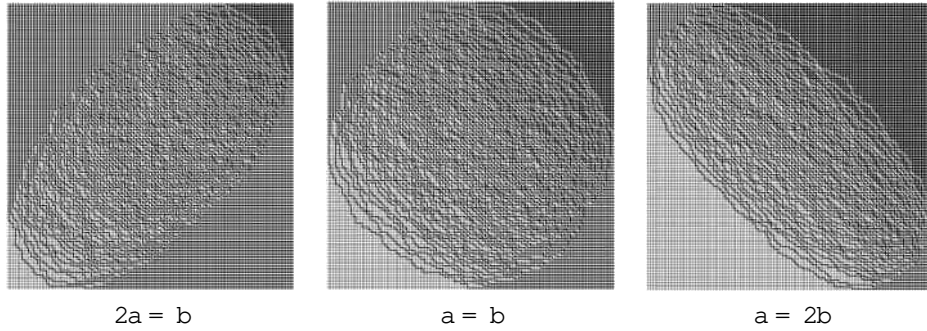 2a = b a = b a = 2b